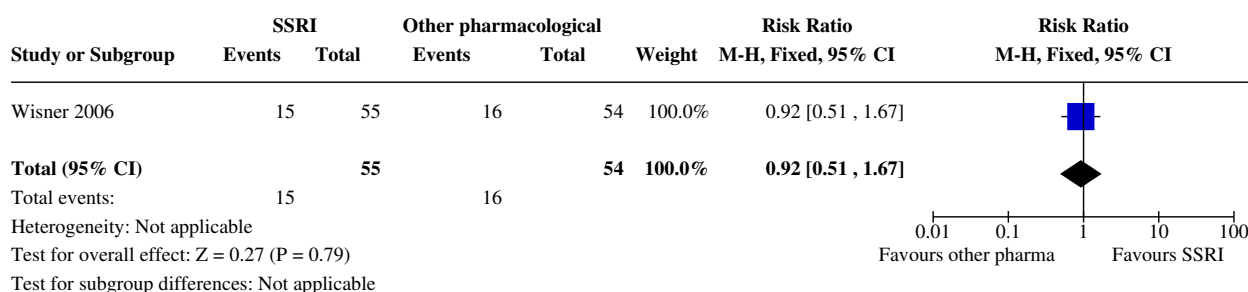 SSRI Other pharmacological Risk Ratio Risk Ratio
Study or Subgroup Events Total Events Total Weight M-H, Fixed, 95% CI M-H, Fixed, 95% CI
Wisner 2006 15 55 16 54 100.0% 0.92 [0.51 , 1.67]
Total (95% CI) 55 54 100.0% 0.92 [0.51 , 1.67]
Total events: 15 16
Heterogeneity: Not applicable
0.01 0.1 1 10 100
Test for overall effect: Z = 0.27 (P = 0.79) Favours other pharma Favours SSRI
Test for subgroup differences: Not applicable